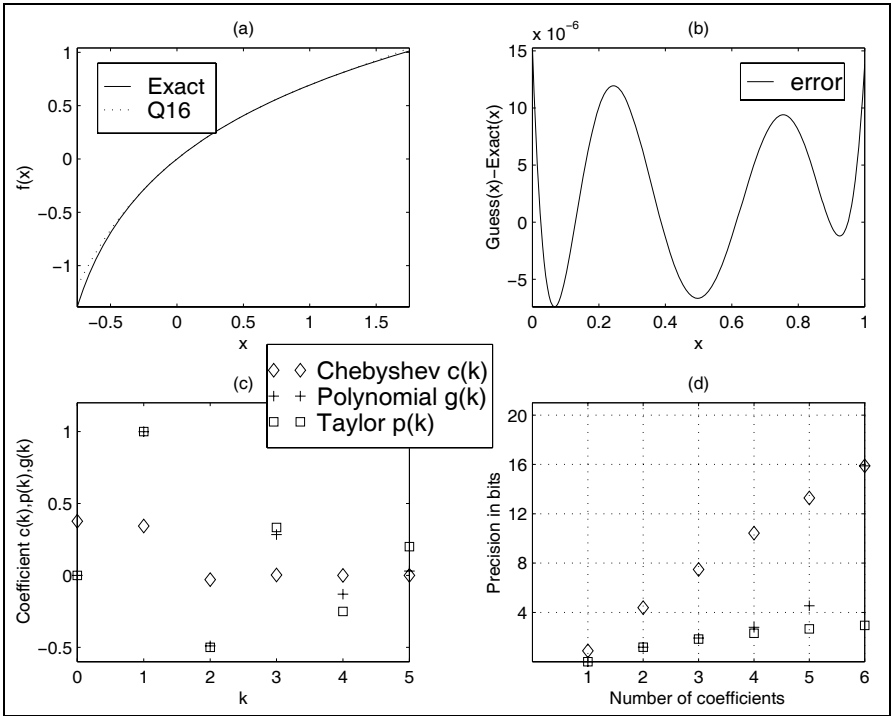 (a)
1
0.5
0
−0.5
−1
f(x)
Exact
Q16
−0.5 0 0.5 1 1.5
x
(b)
x 10−6
15
10
5
0
−5
Guess(x)−Exact(x)
error
0 0.2 0.4 0.6 0.8 1
x
Chebyshev c(k)
Polynomial g(k)
Taylor p(k)
(c)
1
0.5
0
−0.5
Coefficient c(k),p(k),g(k)
0 1 2 3 4 5
k
(d)
20
16
12
8
4
Precision in bits
1 2 3 4 5 6
Number of coefficients